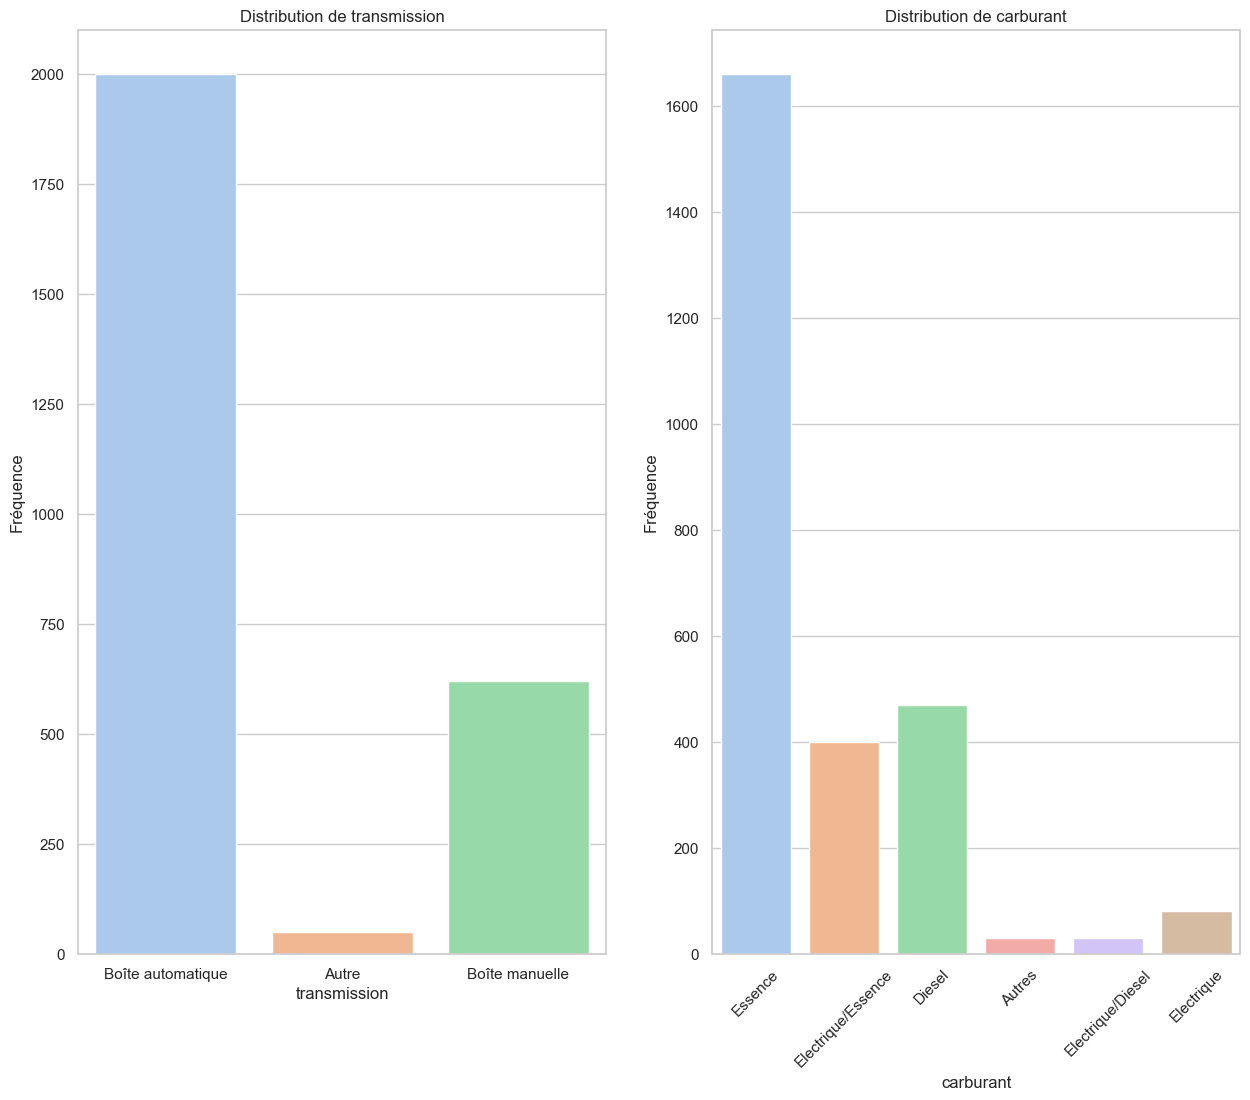 Distribution de transmission
Fréquence
2000
1750
1500
1250
1000
750
500
250
0
Boîte automatique
Autre
Boîte manuelle
transmission
Distribution de carburant
Fréquence
1600
1400
1200
1000
800
600
400
200
0
Essence
Electrique/Essence
Diesel
Autres
Electrique/Diesel
Electrique
carburant